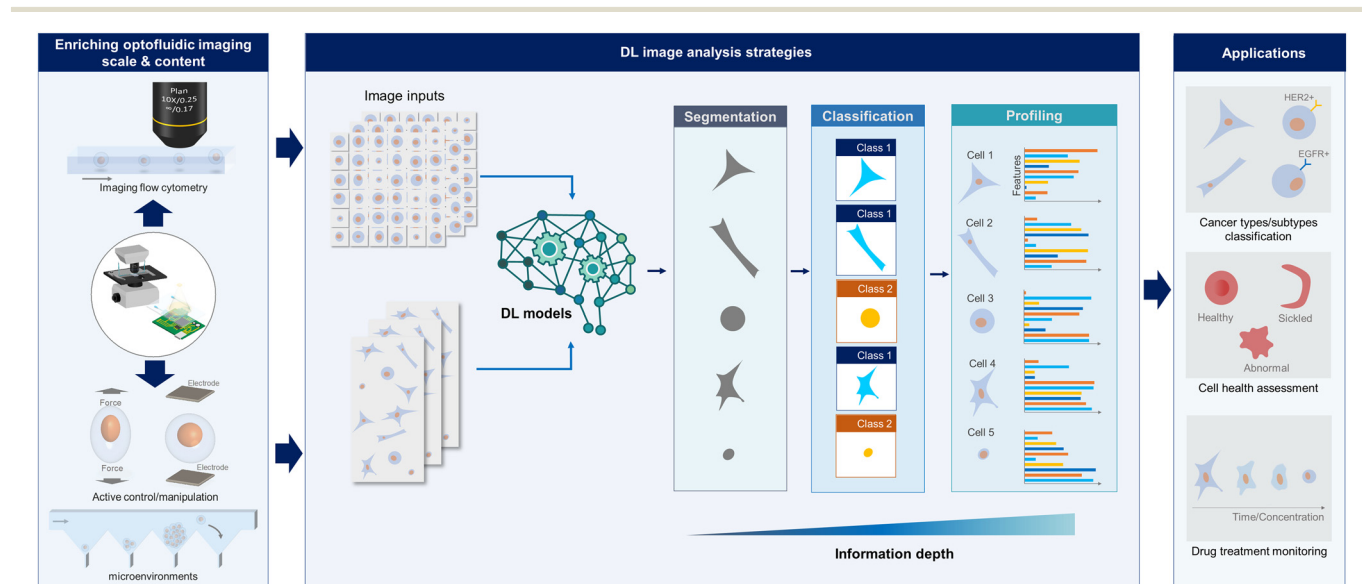 Enriching optofluidic imaging
scale & content
Plan
10X/0.25
∞/0.17
Imaging flow cytometry
Force
Force
Electrode
Electrode
Active control/manipulation
microenvironments
DL image analysis strategies
Image inputs
DL models
Segmentation
Classification
Class 1
Class 1
Class 2
Class 1
Class 2
Profiling
Cell 1
Features
Cell 2
Cell 3
Cell 4
Cell 5
Information depth
Applications
HER2+
EGFR+
Cancer types/subtypes
classification
Healthy
Sickled
Abnormal
Cell health assessment
Time/Concentration
Drug treatment monitoring